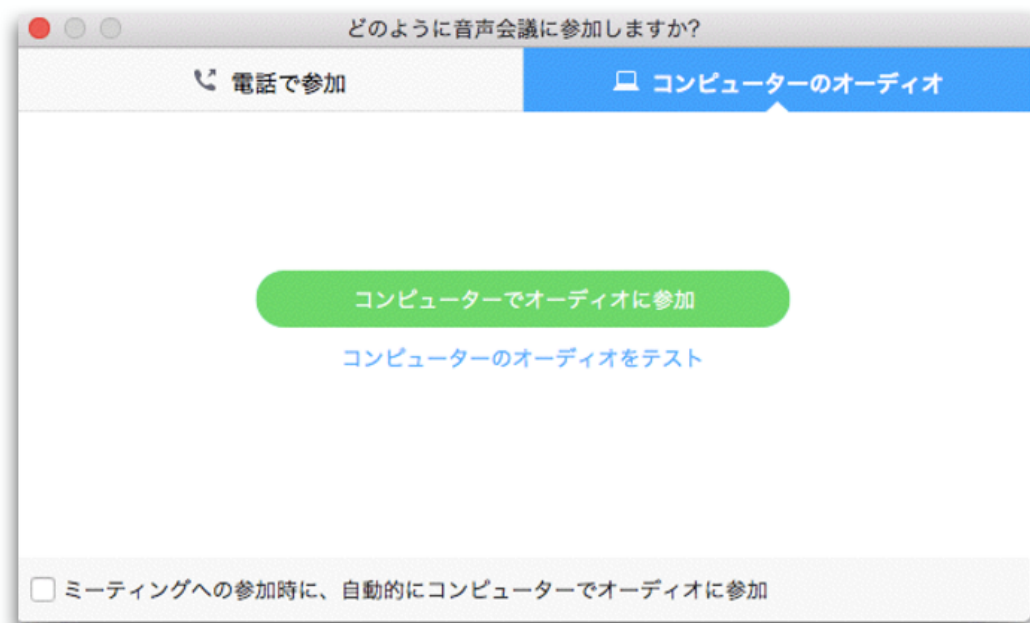 どのように音声会議に参加しますか?
電話で参加
コンピューターのオーディオ
コンピューターでオーディオに参加
コンピューターのオーディオをテスト
ミーティングへの参加時に、自動的にコンピューターでオーディオに参加